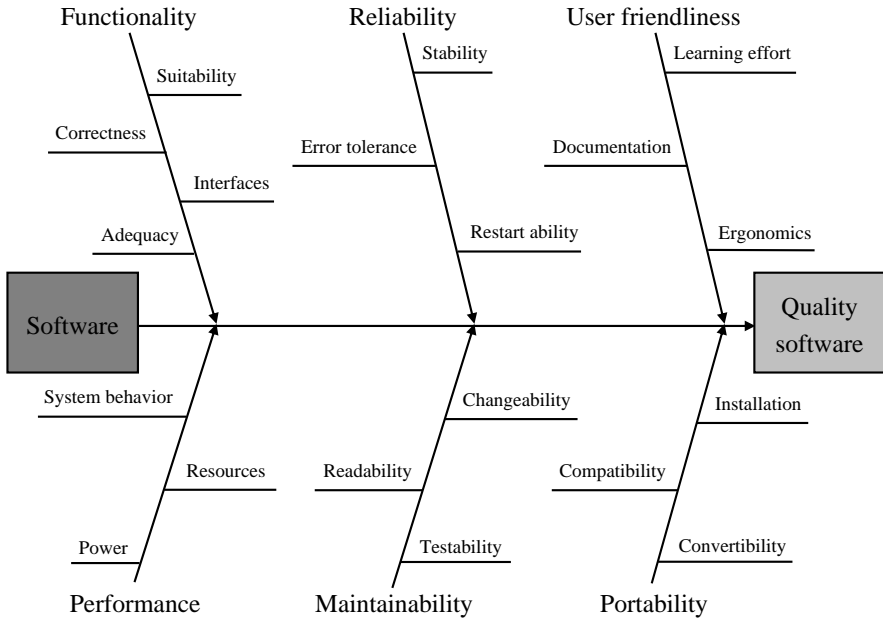 Functionality
Reliability
User friendliness
Stability
Learning effort
Suitability
Correctness
Error tolerance
Documentation
Interfaces
Adequacy
Restart ability
Ergonomics
Software
Quality
software
System behavior
Changeability
Installation
Resources
Readability
Compatibility
Power
Testability
Convertibility
Performance
Maintainability
Portability